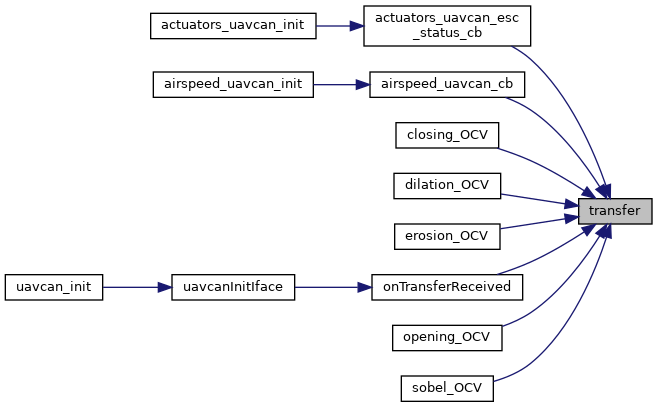 actuators_uavcan_init
actuators_uavcan_esc
_status_cb
airspeed_uavcan_init
airspeed_uavcan_cb
closing_OCV
dilation_OCV
transfer
erosion_OCV
uavcan_init
uavcanInitIface
onTransferReceived
opening_OCV
sobel_OCV